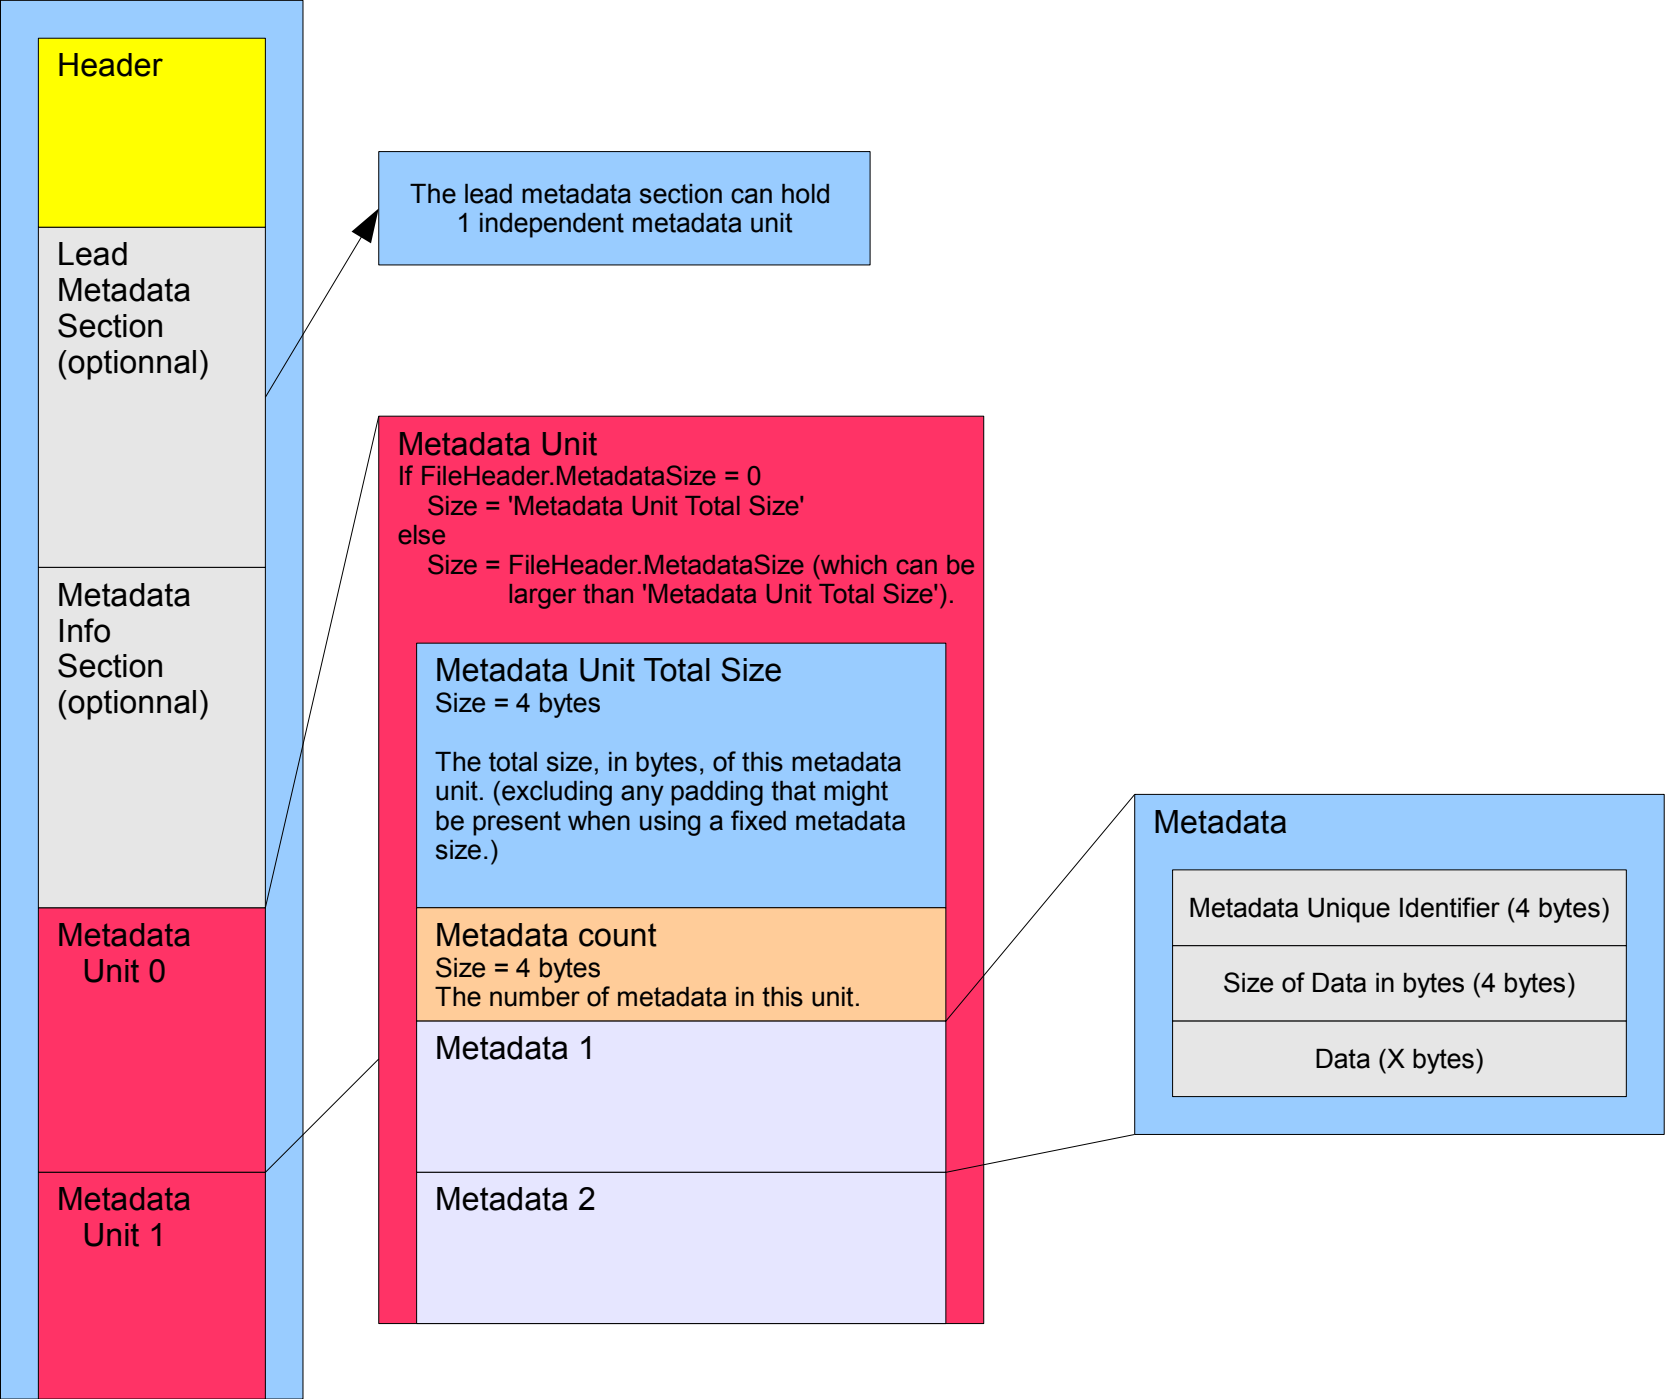 Header
Lead
Metadata
Section
(optionnal)
Metadata
Info
Section
(optionnal)
Metadata
Unit 0
Metadata
Unit 1
The lead metadata section can hold
1 independent metadata unit
Metadata Unit
If FileHeader.MetadataSize = 0
Size = 'Metadata Unit Total Size'
else
Size = FileHeader.MetadataSize (which can be
larger than 'Metadata Unit Total Size').
Metadata Unit Total Size
Size = 4 bytes
The total size, in bytes, of this metadata
unit. (excluding any padding that might
be present when using a fixed metadata
size.)
Metadata count
Size = 4 bytes
The number of metadata in this unit.
Metadata 1
Metadata 2
Metadata
Metadata Unique Identifier (4 bytes)
Size of Data in bytes (4 bytes)
Data (X bytes)